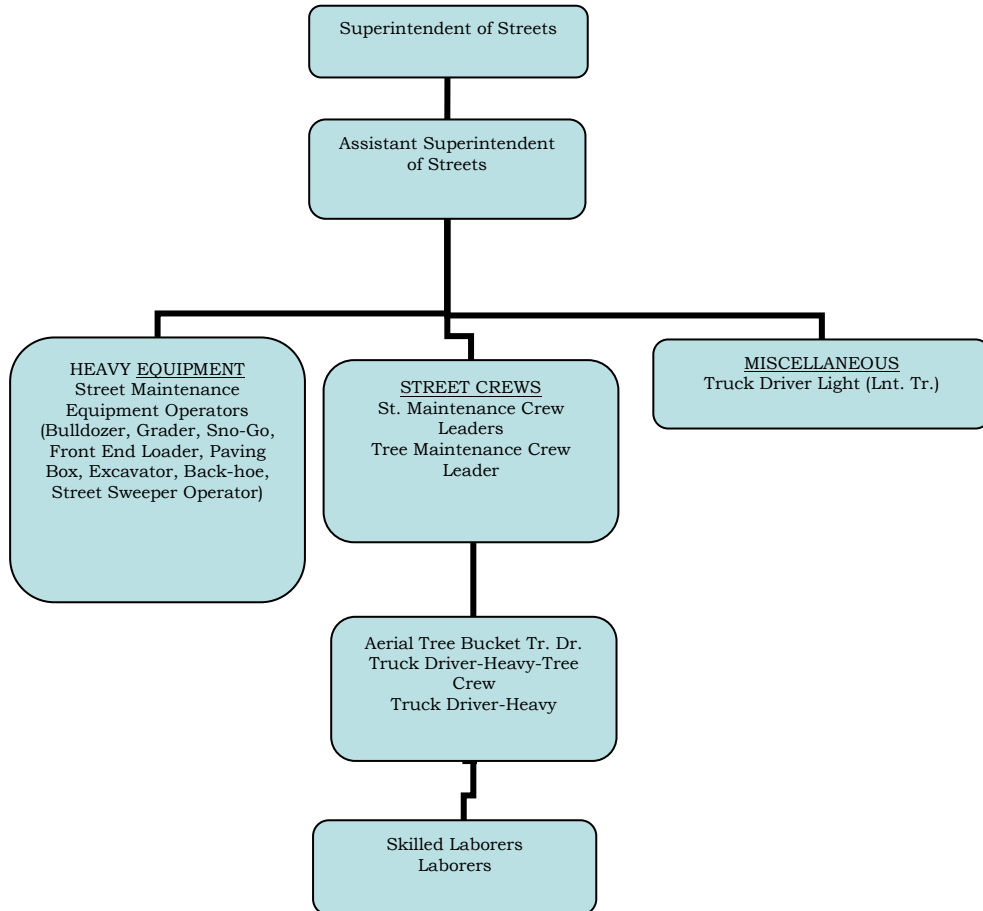 Superintendent of Streets
Assistant Superintendent
of Streets
HEAVY EQUIPMENT
Street Maintenance
Equipment Operators
(Bulldozer, Grader, Sno-Go,
Front End Loader, Paving
Box, Excavator, Back-hoe,
Street Sweeper Operator)
STREET CREWS
St. Maintenance Crew
Leaders
Tree Maintenance Crew
Leader
MISCELLANEOUS
Truck Driver Light (Lnt. Tr.)
Aerial Tree Bucket Tr. Dr.
Truck Driver-Heavy-Tree
Crew
Truck Driver-Heavy
Skilled Laborers
Laborers